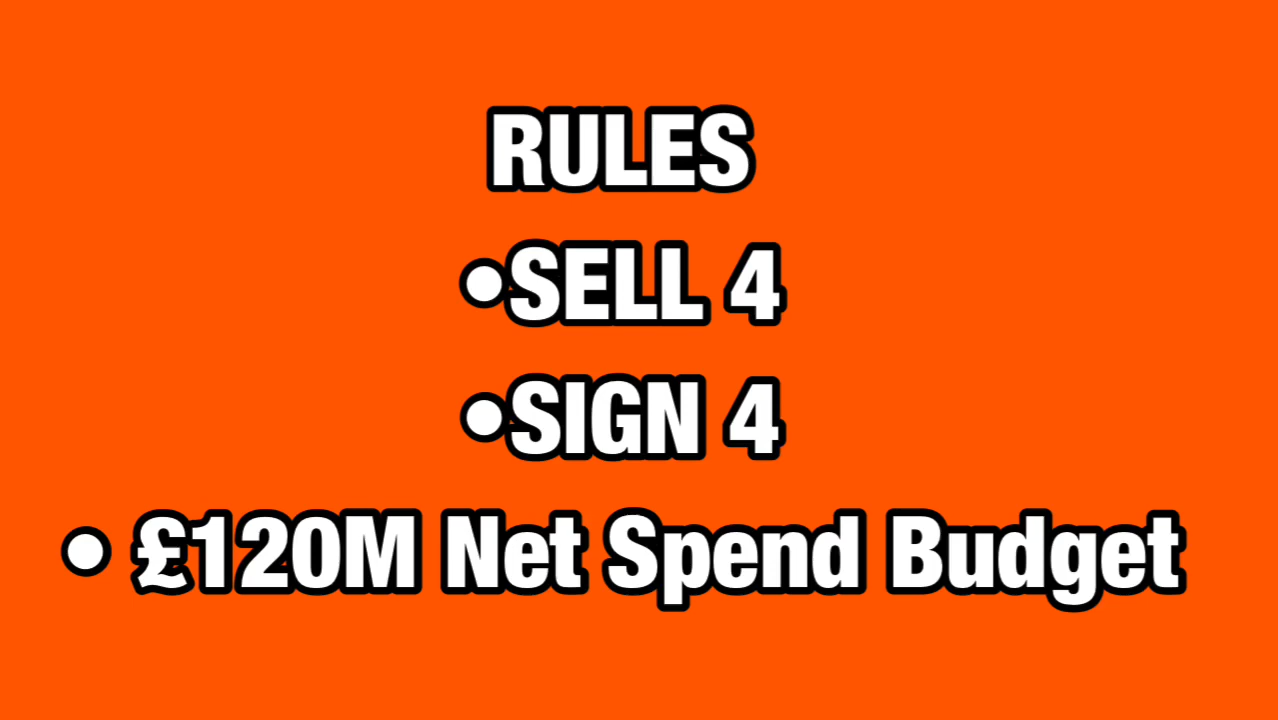 RULES
•SELL 4
•SIGN 4
• £120M Net Spend Budget